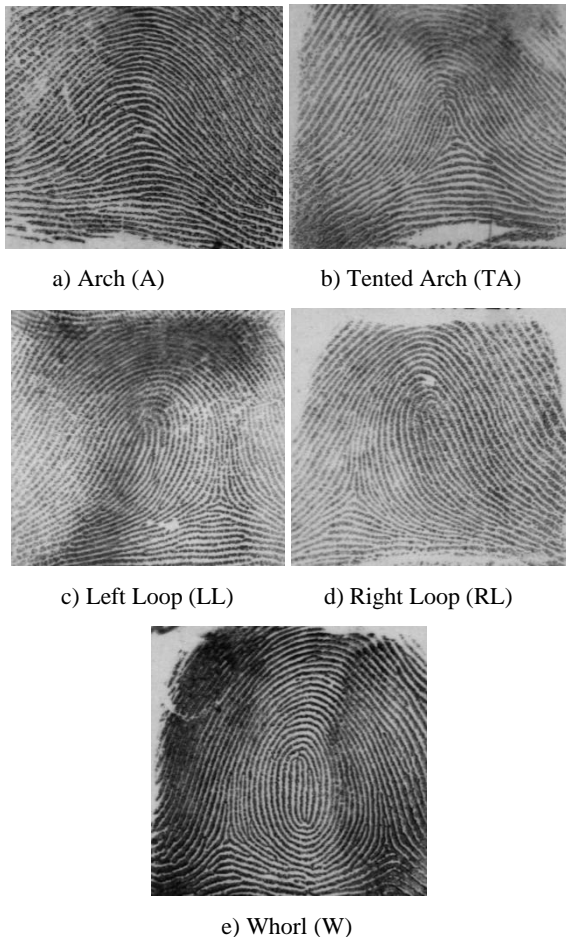 a) Arch (A)
b) Tented Arch (TA)
c) Left Loop (LL)
d) Right Loop (RL)
e) Whorl (W)